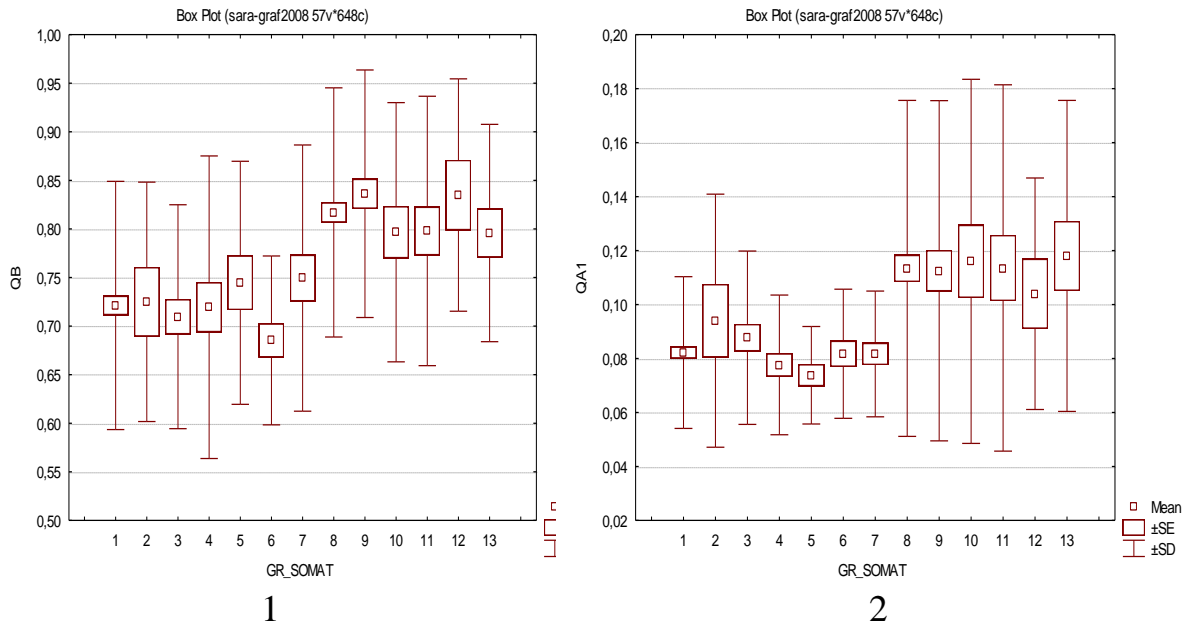 Box Plot (sara-graf2008 57v*648c)
1,00
0,95
0,90
0,85
0,80
0,75
0,70
0,65
0,60
0,55
0,50
QB
1 2 3 4 5 6 7 8 9 10 11 12 13
GR_SOMAT
1
Box Plot (sara-graf2008 57v*648c)
0,20
0,18
0,16
0,14
0,12
0,10
0,08
0,06
0,04
0,02
QA1
1 2 3 4 5 6 7 8 9 10 11 12 13
GR_SOMAT
Mean
±SE
±SD
2